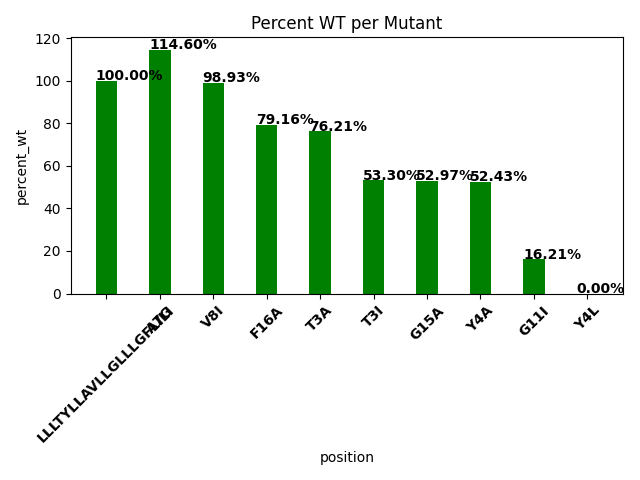 Percent WT per Mutant
percent_wt
120
100
80
60
40
20
0
100.00%
114.60%
98.93%
79.16%
76.21%
53.30%
52.97%
52.43%
16.21%
0.00%
V8I
F16A
T3A
T3I
G15A
Y4A
G11I
Y4L
position